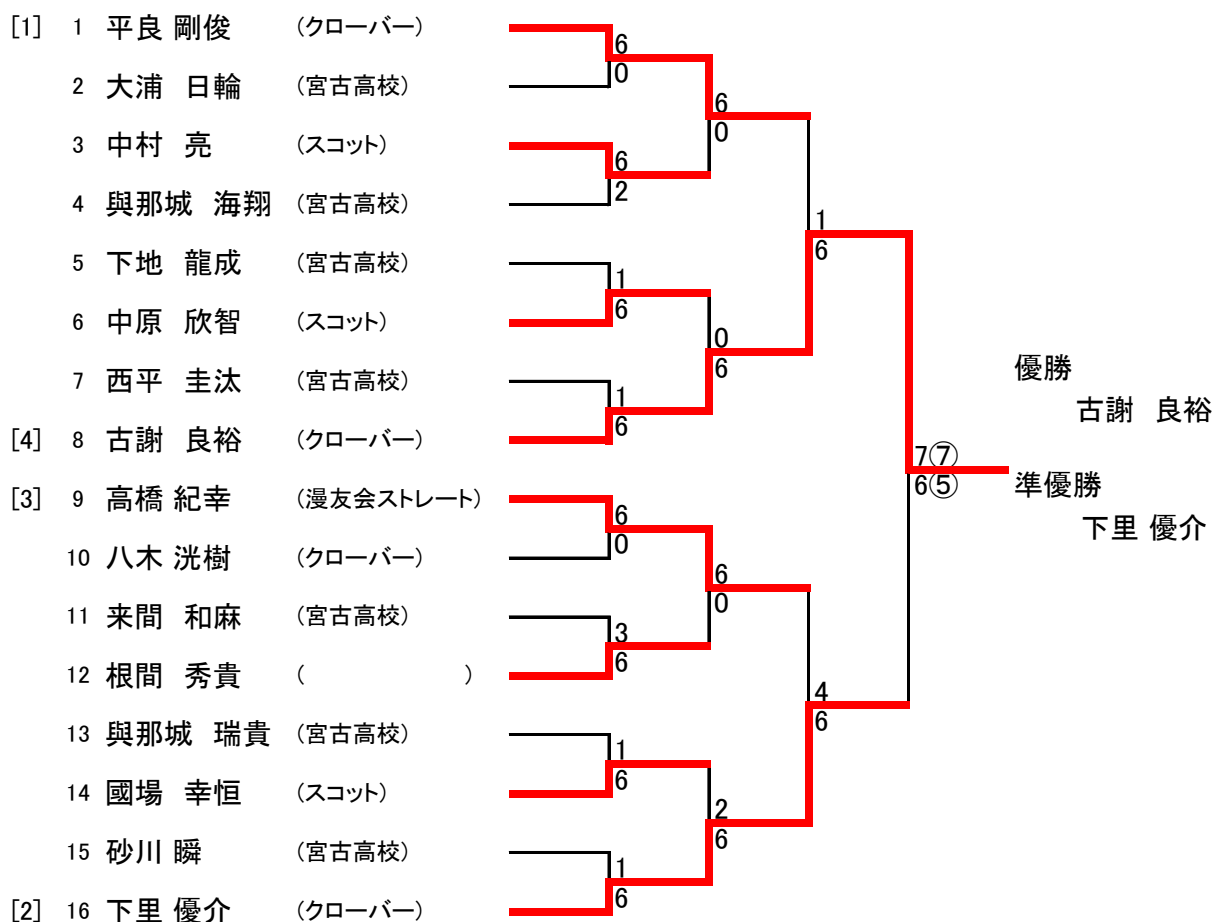 [1] 1 平良 剛俊 (クローバー)
6
0
2 大浦 日輪 (宮古高校)
6
0
3 中村 亮 (スコット)
6
2
4 與那城 海翔 (宮古高校)
1
6
5 下地 龍成 (宮古高校)
1
6
6 中原 欣智 (スコット)
0
6
7 西平 圭汰 (宮古高校)
1
6
[4] 8 古謝 良裕 (クローバー)
優勝
古謝 良裕
7⑦
6⑤
準優勝
下里 優介
[3] 9 高橋 紀幸 (漫友会ストレート)
6
0
10 八木 洸樹 (クローバー)
6
0
11 来間 和麻 (宮古高校)
3
6
12 根間 秀貴 ( )
4
6
13 與那城 瑞貴 (宮古高校)
1
6
14 國場 幸恒 (スコット)
2
6
15 砂川 瞬 (宮古高校)
1
6
[2] 16 下里 優介 (クローバー)